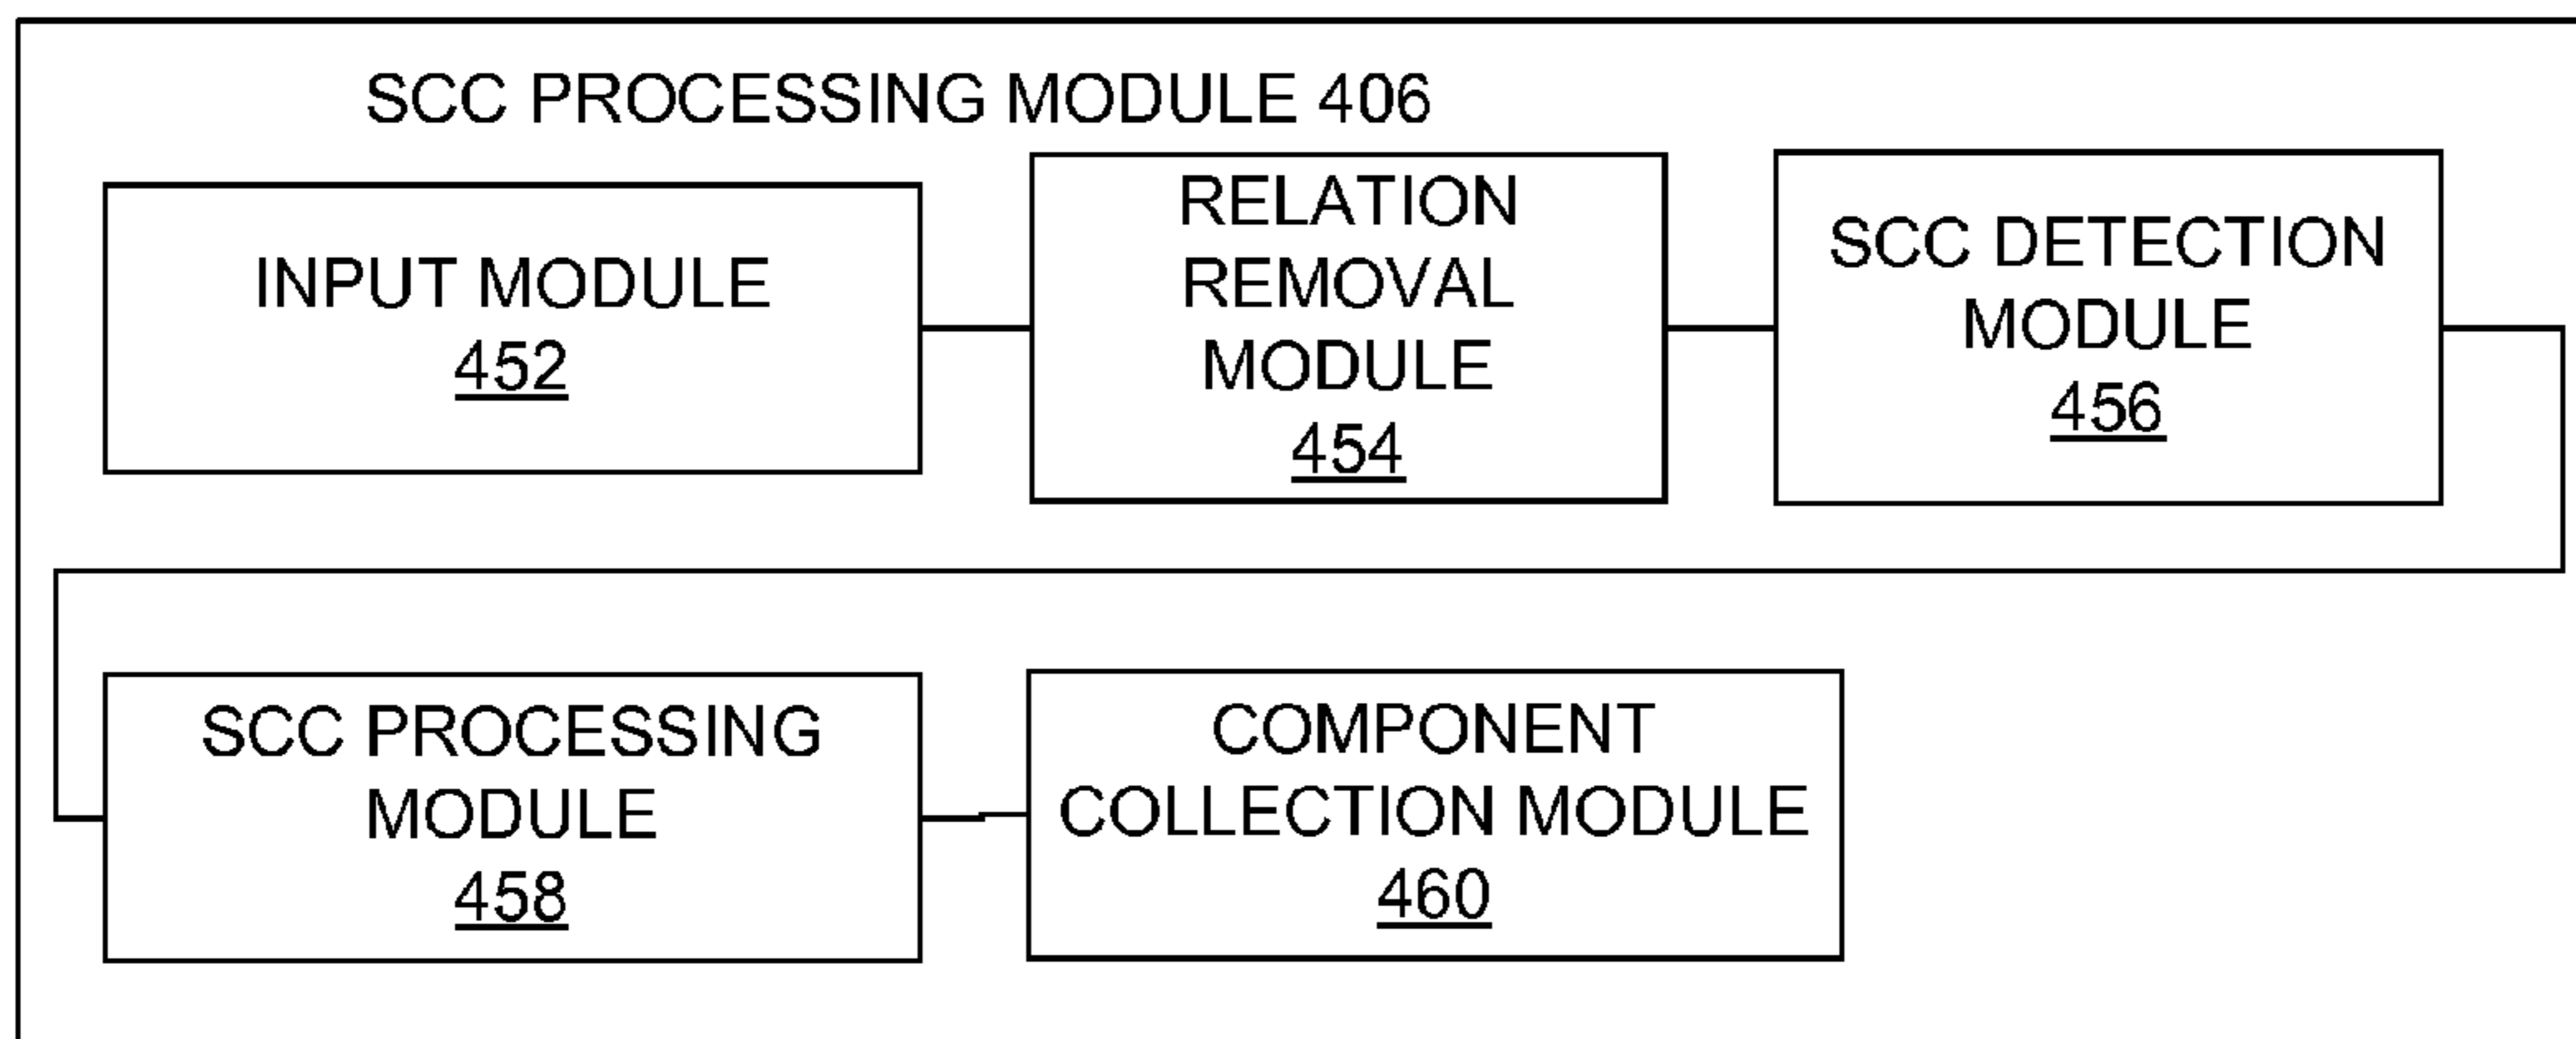 SCC PROCESSING MODULE 406
INPUT MODULE
452
RELATION
REMOVAL
MODULE
454
SCC DETECTION
MODULE
456
SCC PROCESSING
MODULE
458
COMPONENT
COLLECTION MODULE
460